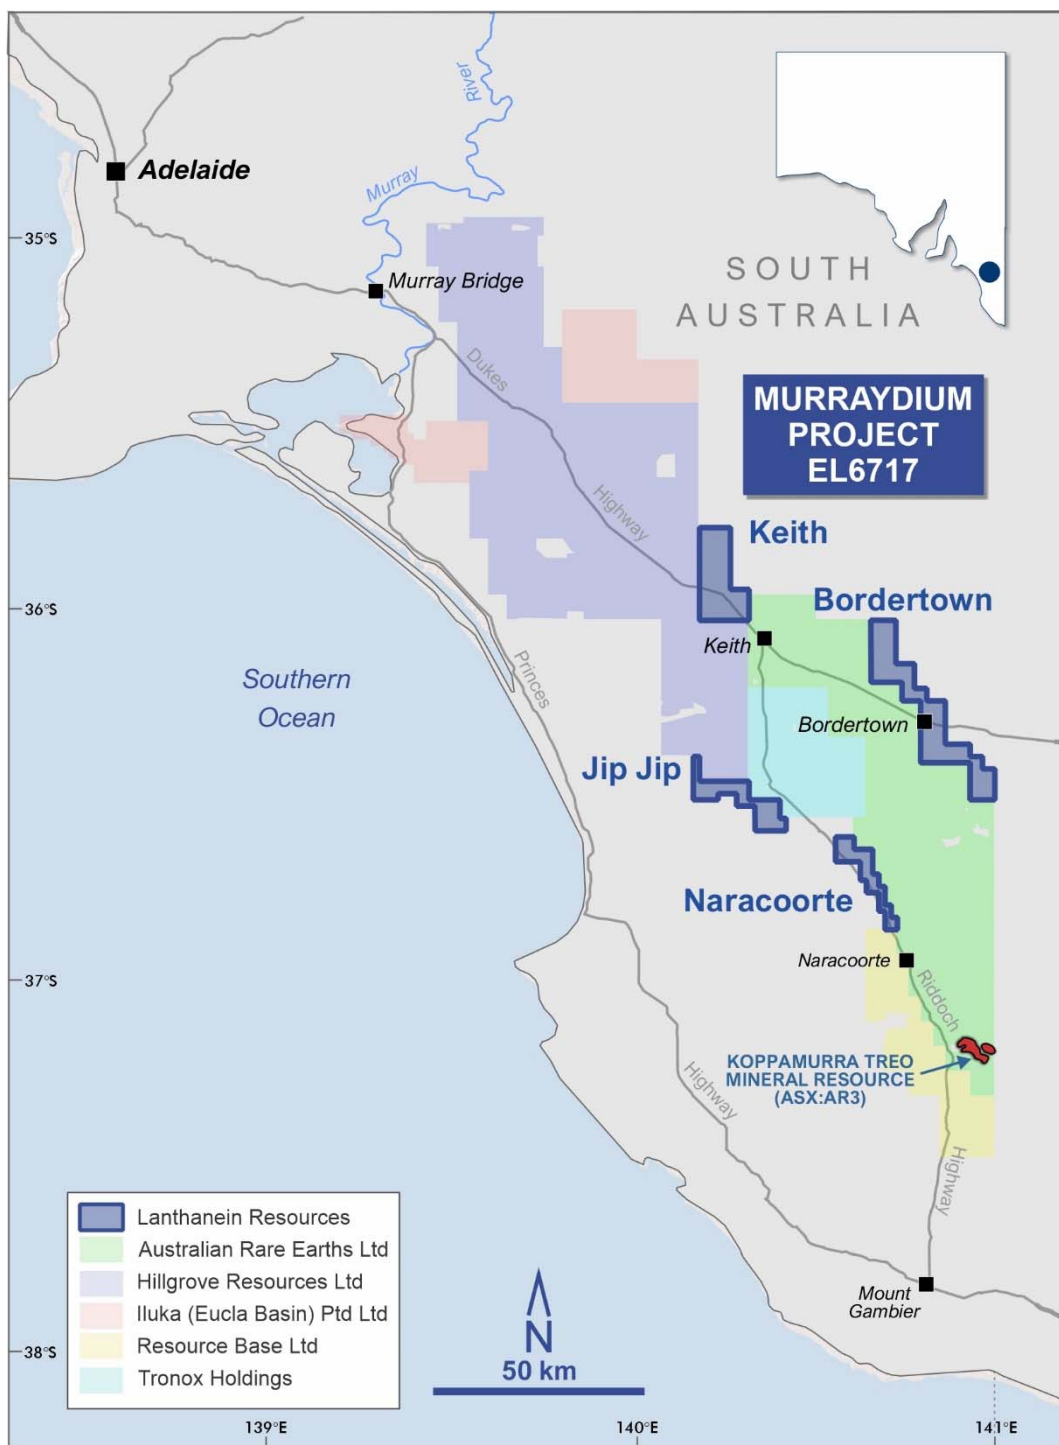 River
Murray
Adelaide
35°S
Murray Bridge
SOUTH
AUSTRALIA
Dukes
MURRAYDIUM
PROJECT
EL6717
Highway
Keith
36°S
Bordertown
Keith
Princes
Southern
Ocean
Bordertown
Jip Jip
Naracoorte
Naracoorte
37°S
Riddoch
KOPPAMURRA TREO
MINERAL RESOURCE
(ASX:AR3)
Highway
Highway
Lanthanein Resources
Australian Rare Earths Ltd
Hillgrove Resources Ltd
Iluka (Eucla Basin) Ptd Ltd
Resource Base Ltd
Tronox Holdings
Mount
Gambier
N
50 km
38°S
139°E
140°E
141°E